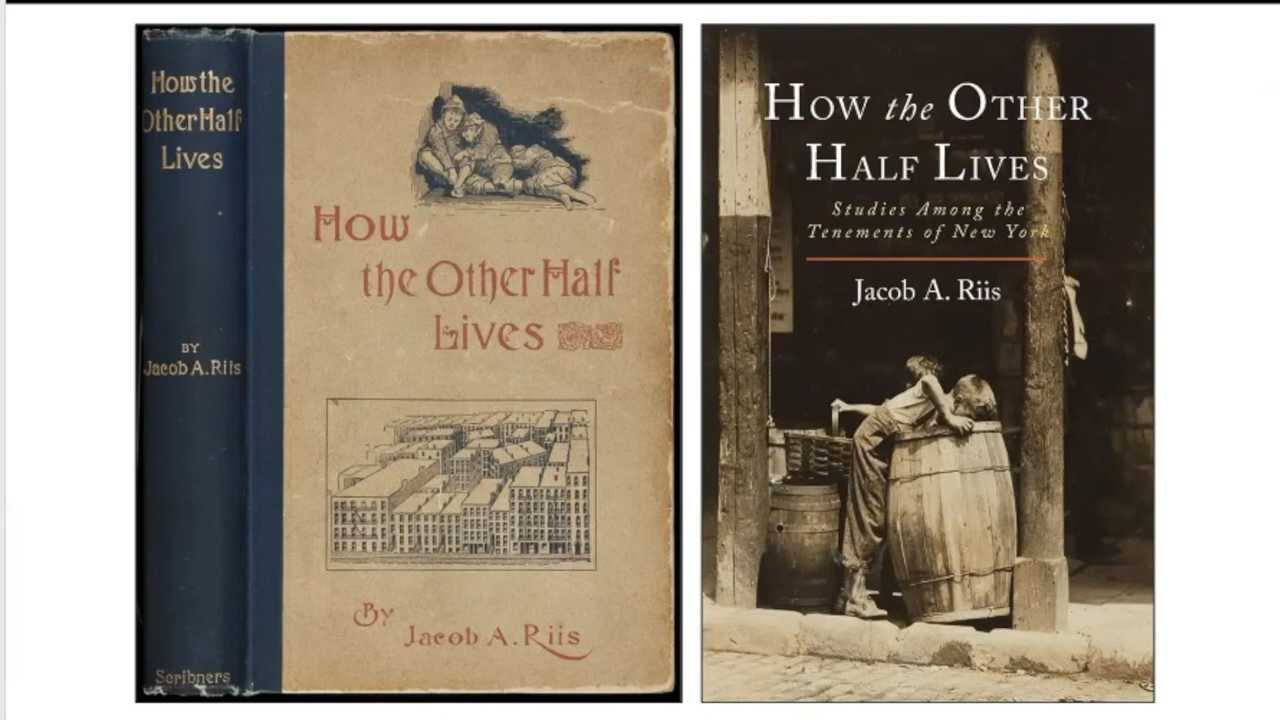 How the
Other Half
Lives
BY
Jacob A. Riis
Scribners
How
the Other Half
Lives
By
Jacob A. Riis
HOW the OTHER
HALF LIVES
Studies Among the
Tenements of New York
Jacob A. Riis